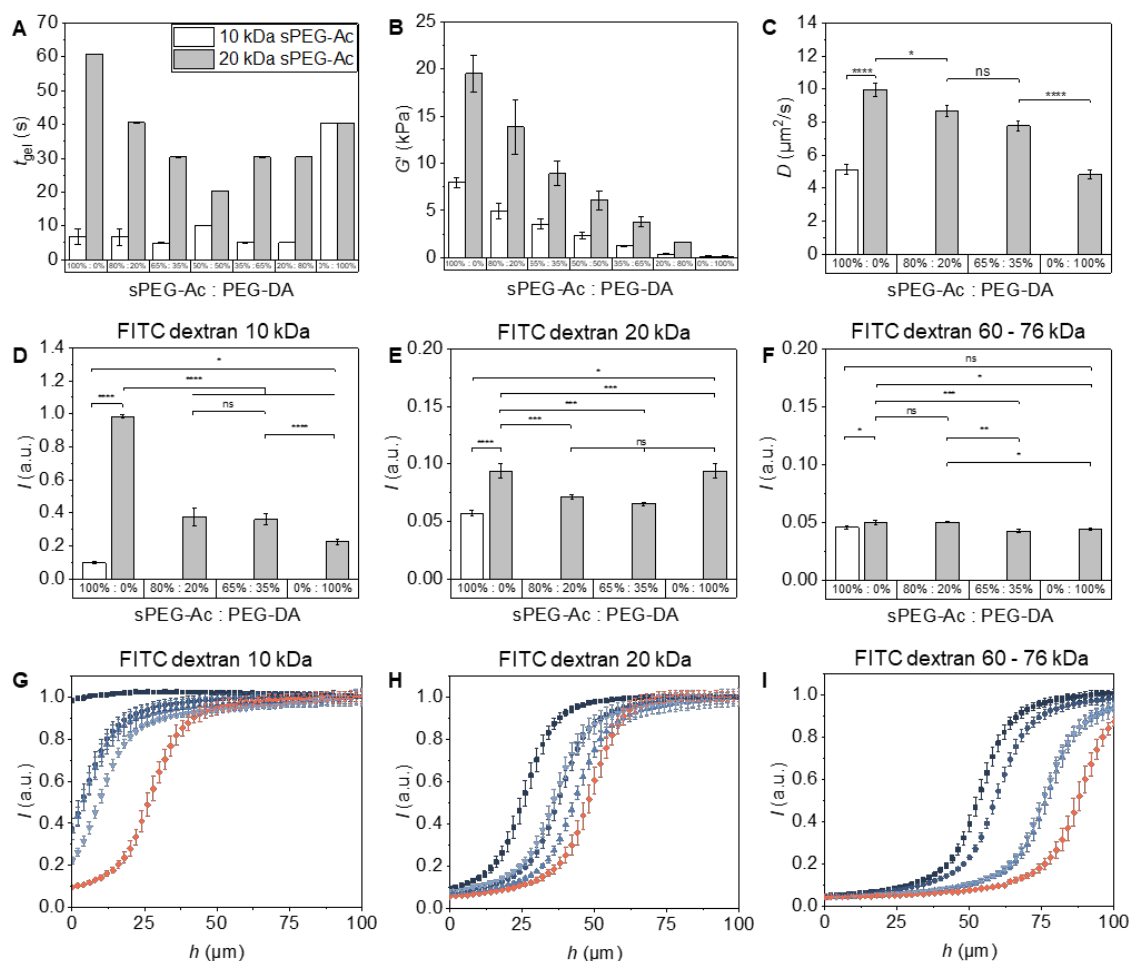 A
70
60
50
40
30
20
10
0
t_gel (s)
10 kDa sPEG-Ac
20 kDa sPEG-Ac
100% : 0% 80% : 20% 65% : 35% 50% : 50% 35% : 65% 20% : 80% 0% : 100%
sPEG-Ac : PEG-DA
B
25
20
15
10
5
0
G' (kPa)
100% : 0% 80% : 20% 65% : 35% 50% : 50% 35% : 65% 20% : 80% 0% : 100%
sPEG-Ac : PEG-DA
C
14
12
10
8
6
4
2
0
D (µm²/s)
****
*
ns
****
100% : 0% 80% : 20% 65% : 35% 0% : 100%
sPEG-Ac : PEG-DA
FITC dextran 10 kDa
D
1.4
1.2
1.0
0.8
0.6
0.4
0.2
0.0
I (a.u.)
*
****
****
ns
****
100% : 0% 80% : 20% 65% : 35% 0% : 100%
sPEG-Ac : PEG-DA
FITC dextran 20 kDa
E
0.20
0.15
0.10
0.05
0.00
I (a.u.)
*
***
***
***
****
ns
100% : 0% 80% : 20% 65% : 35% 0% : 100%
sPEG-Ac : PEG-DA
FITC dextran 60 - 76 kDa
F
0.20
0.15
0.10
0.05
0.00
I (a.u.)
ns
*
***
ns
*
**
*
100% : 0% 80% : 20% 65% : 35% 0% : 100%
sPEG-Ac : PEG-DA
FITC dextran 10 kDa
G
1.0
0.8
0.6
0.4
0.2
0.0
I (a.u.)
0 25 50 75 100
h (µm)
FITC dextran 20 kDa
H
1.0
0.8
0.6
0.4
0.2
0.0
I (a.u.)
0 25 50 75 100
h (µm)
FITC dextran 60 - 76 kDa
I
1.0
0.8
0.6
0.4
0.2
0.0
I (a.u.)
0 25 50 75 100
h (µm)